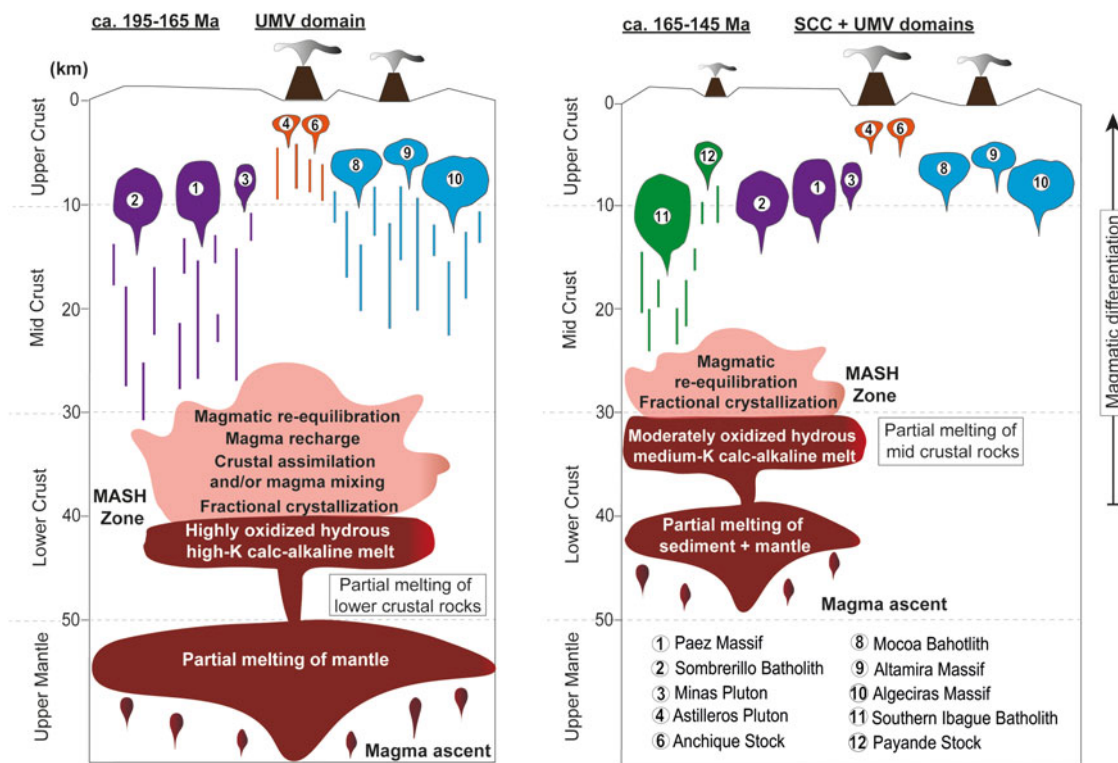 ca. 195-165 Ma
UMV domain
(km)
0
10
20
30
40
50
Upper Crust
Mid Crust
Lower Crust
Upper Mantle
4
6
2
1
3
8
9
10
Magmatic re-equilibration
Magma recharge
Crustal assimilation
and/or magma mixing
Fractional crystallization
MASH
Zone
Highly oxidized hydrous
high-K calc-alkaline melt
Partial melting of
lower crustal rocks
Partial melting of mantle
Magma ascent
ca. 165-145 Ma
SCC + UMV domains
0
10
20
30
40
50
Upper Crust
Mid Crust
Lower Crust
Upper Mantle
12
11
4
6
2
1
3
8
9
10
Magmatic
re-equilibration
Fractional crystallization
MASH
Zone
Moderately oxidized hydrous
medium-K calc-alkaline melt
Partial melting of
mid crustal rocks
Partial melting of
sediment + mantle
Magma ascent
Magmatic differentiation
1 Paez Massif
2 Sombrerillo Batholith
3 Minas Pluton
4 Astilleros Pluton
6 Anchique Stock
8 Mocoa Bahotlith
9 Altamira Massif
10 Algeciras Massif
11 Southern Ibague Batholith
12 Payande Stock